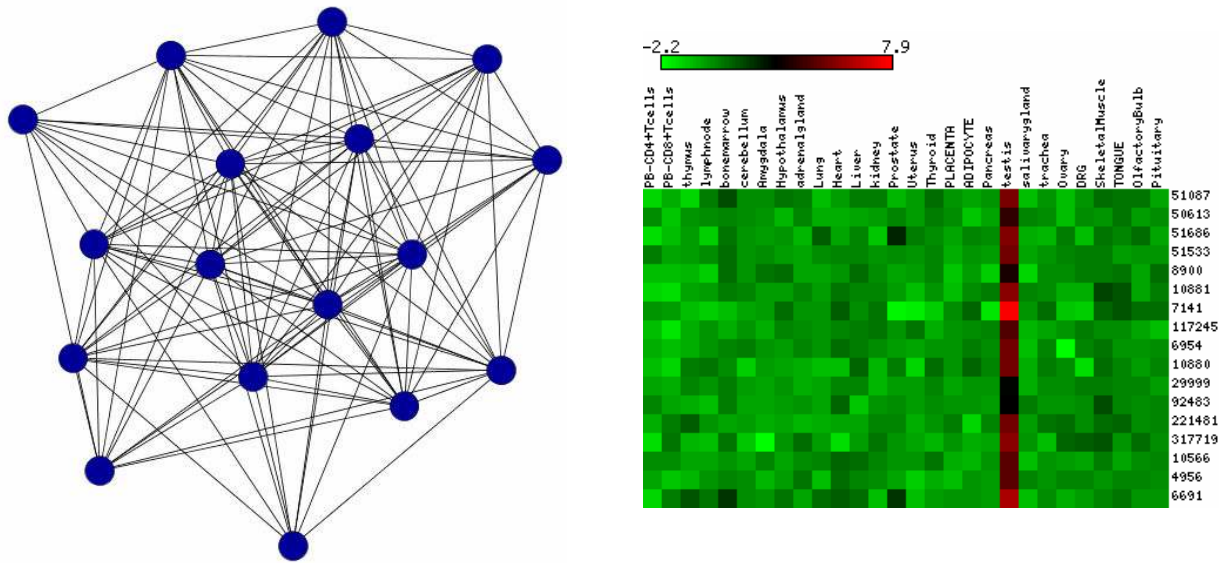 -2.2 7.9
PB-CD4+Tcells
PB-CD8+Tcells
thymus
lymphnode
bonemarrow
cerebellum
Amygdala
Hypothalamus
adrenalgland
Lung
Heart
Liver
kidney
Prostate
Uterus
Thyroid
PLACENTA
ADIPOCYTE
Pancreas
testis
salivarygland
trachea
Ovary
DRG
SkeletalMuscle
TONGUE
OlfactoryBulb
Pituitary
51087
50613
51686
51533
8900
10881
7141
117245
6954
10880
29999
92483
221481
317719
10566
4956
6691